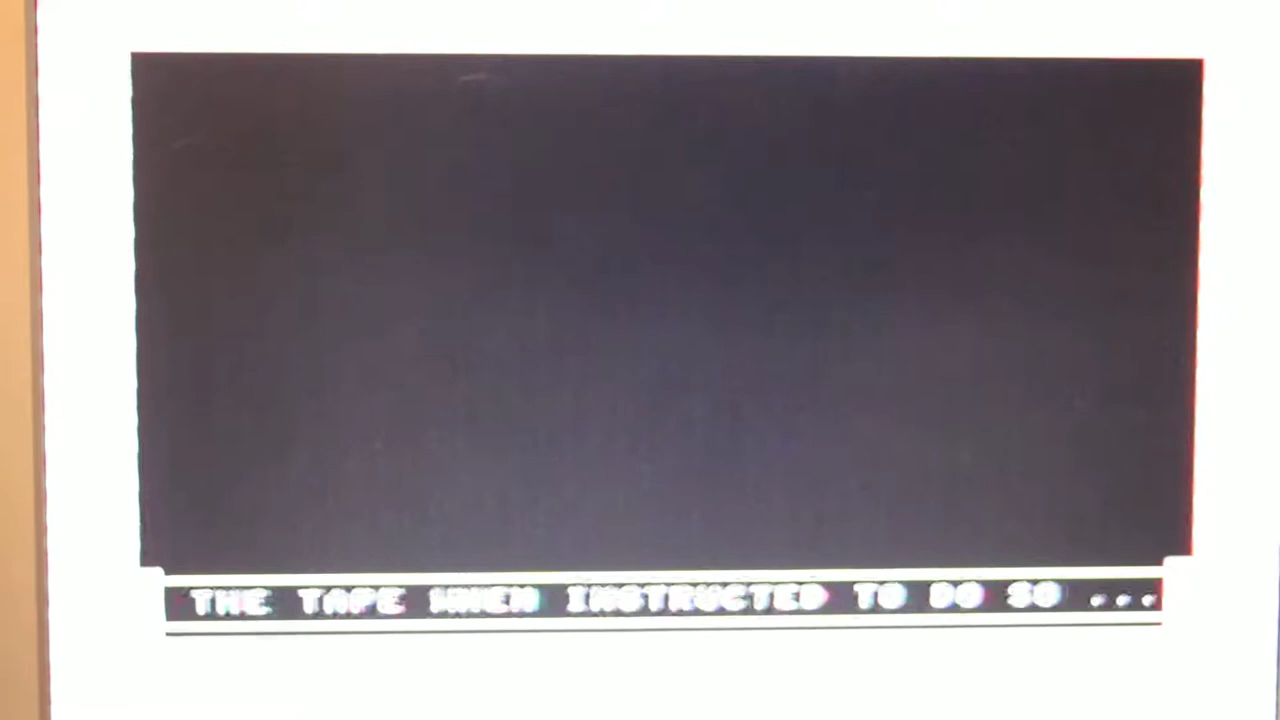 THE TAPE WHEN INSTRUCTED TO DO SO ...